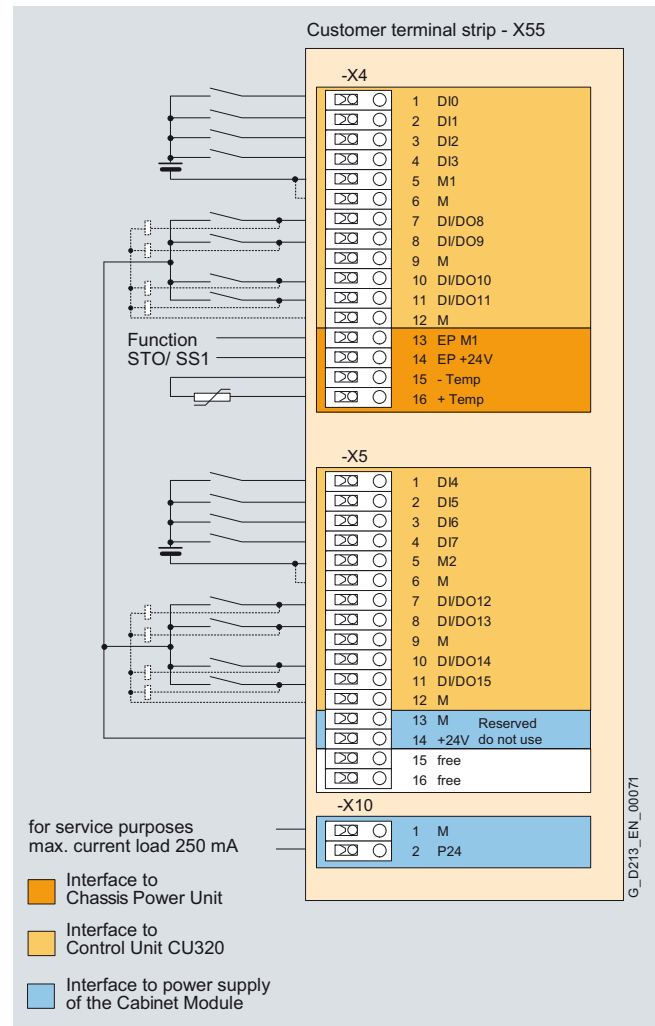 Customer terminal strip - X55
-X4
1 DI0
2 DI1
3 DI2
4 DI3
5 M1
6 M
7 DI/DO8
8 DI/DO9
9 M
10 DI/DO10
11 DI/DO11
12 M
Function
STO/ SS1
13 EP M1
14 EP +24V
15 - Temp
16 + Temp
-X5
1 DI4
2 DI5
3 DI6
4 DI7
5 M2
6 M
7 DI/DO12
8 DI/DO13
9 M
10 DI/DO14
11 DI/DO15
12 M
13 M Reserved
14 +24V do not use
15 free
16 free
-X10
for service purposes
max. current load 250 mA
1 M
2 P24
Interface to
Chassis Power Unit
Interface to
Control Unit CU320
Interface to power supply
of the Cabinet Module
G_D213_EN_00071